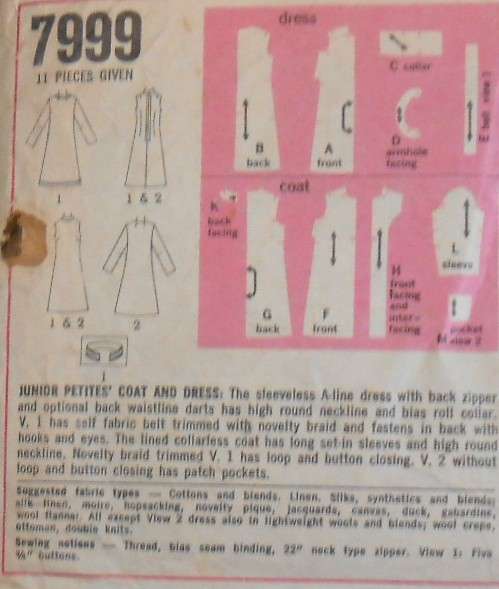 7999
11 PIECES GIVEN
1
1 & 2
1 & 2
2
1
dress
B
back
A
front
C collar
D
armhole
facing
E belt view 1
coat
K
back
facing
G
back
F
front
H
front
facing
and
inter-
facing
L
sleeve
pocket
M view 2
JUNIOR PETITES' COAT AND DRESS: The sleeveless A-line dress with back zipper
and optional back waistline darts has high round neckline and bias roll collar.
V. 1 has self fabric belt trimmed with novelty braid and fastens in back with
hooks and eyes. The lined collarless coat has long set-in sleeves and high round
neckline. Novelty braid trimmed V. 1 has loop and button closing. V. 2 without
loop and button closing has patch pockets.
Suggested fabric types — Cottons and blends. Linen. Silks, synthetics and blends;
silk linen, moire, hopsacking, novelty pique, jacquards, canvas, duck, gabardine,
wool flannel. All except View 2 dress also in lightweight wools and blends; wool crepe,
ottoman, double knits.
Sewing notions — Thread, bias seam binding, 22" neck type zipper. View 1: Five
⅝" buttons.